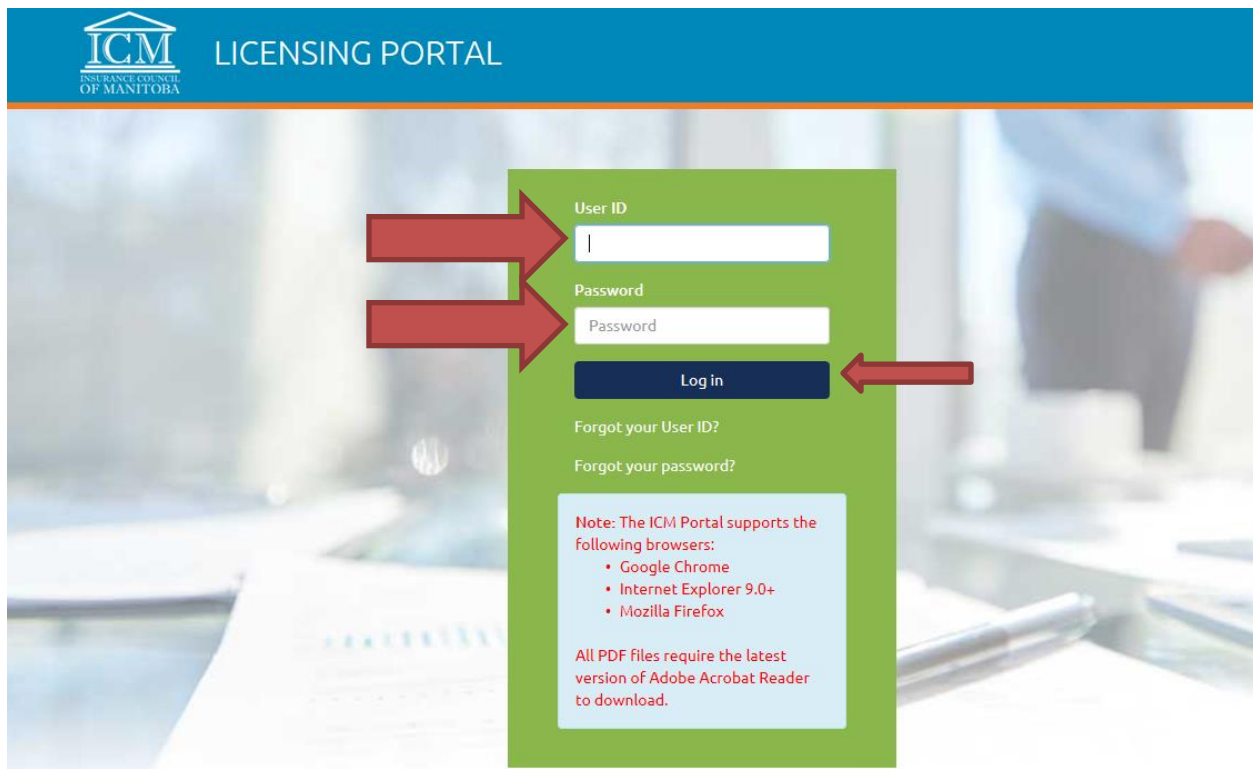 ICM
INSURANCE COUNCIL
OF MANITOBA
LICENSING PORTAL
User ID
Password
Password
Log in
Forgot your User ID?
Forgot your password?
Note: The ICM Portal supports the
following browsers:
• Google Chrome
• Internet Explorer 9.0+
• Mozilla Firefox
All PDF files require the latest
version of Adobe Acrobat Reader
to download.